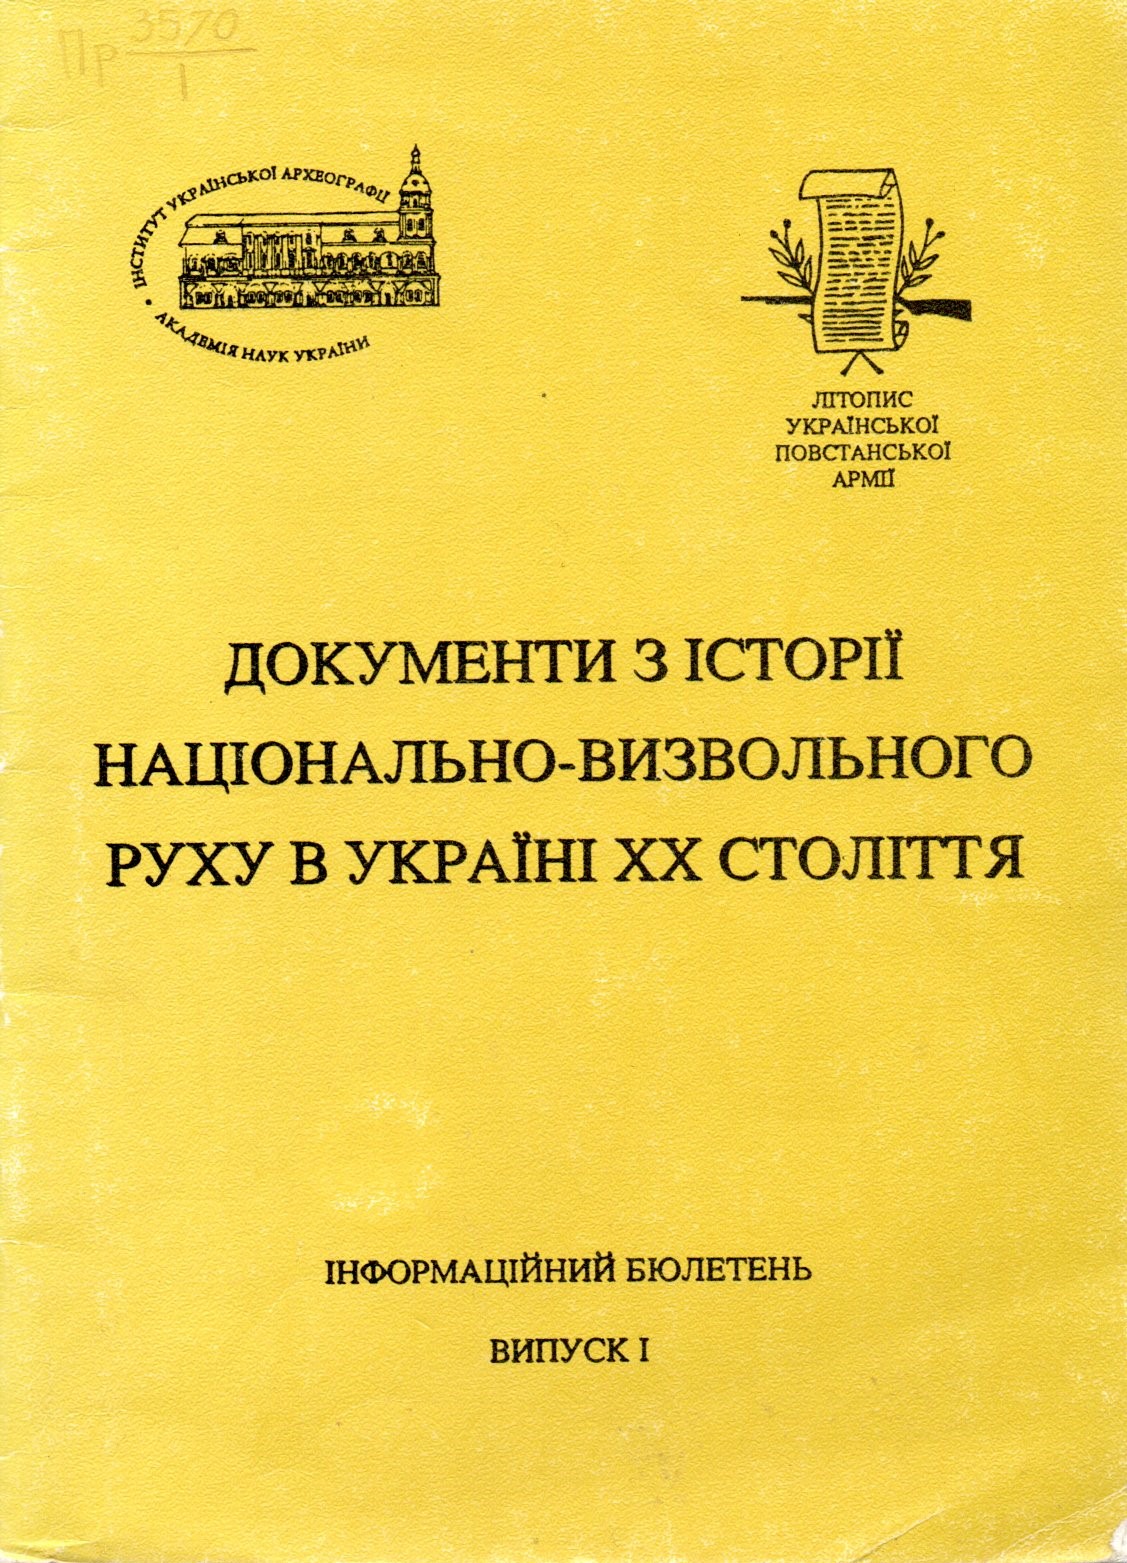 Пр 3570
1
ІНСТИТУТ УКРАЇНСЬКОЇ АРХЕОГРАФІЇ
• АКАДЕМІЯ НАУК УКРАЇНИ
ЛІТОПИС
УКРАЇНСЬКОЇ
ПОВСТАНСЬКОЇ
АРМІЇ
ДОКУМЕНТИ З ІСТОРІЇ
НАЦІОНАЛЬНО-ВИЗВОЛЬНОГО
РУХУ В УКРАЇНІ XX СТОЛІТТЯ
ІНФОРМАЦІЙНИЙ БЮЛЕТЕНЬ
ВИПУСК I